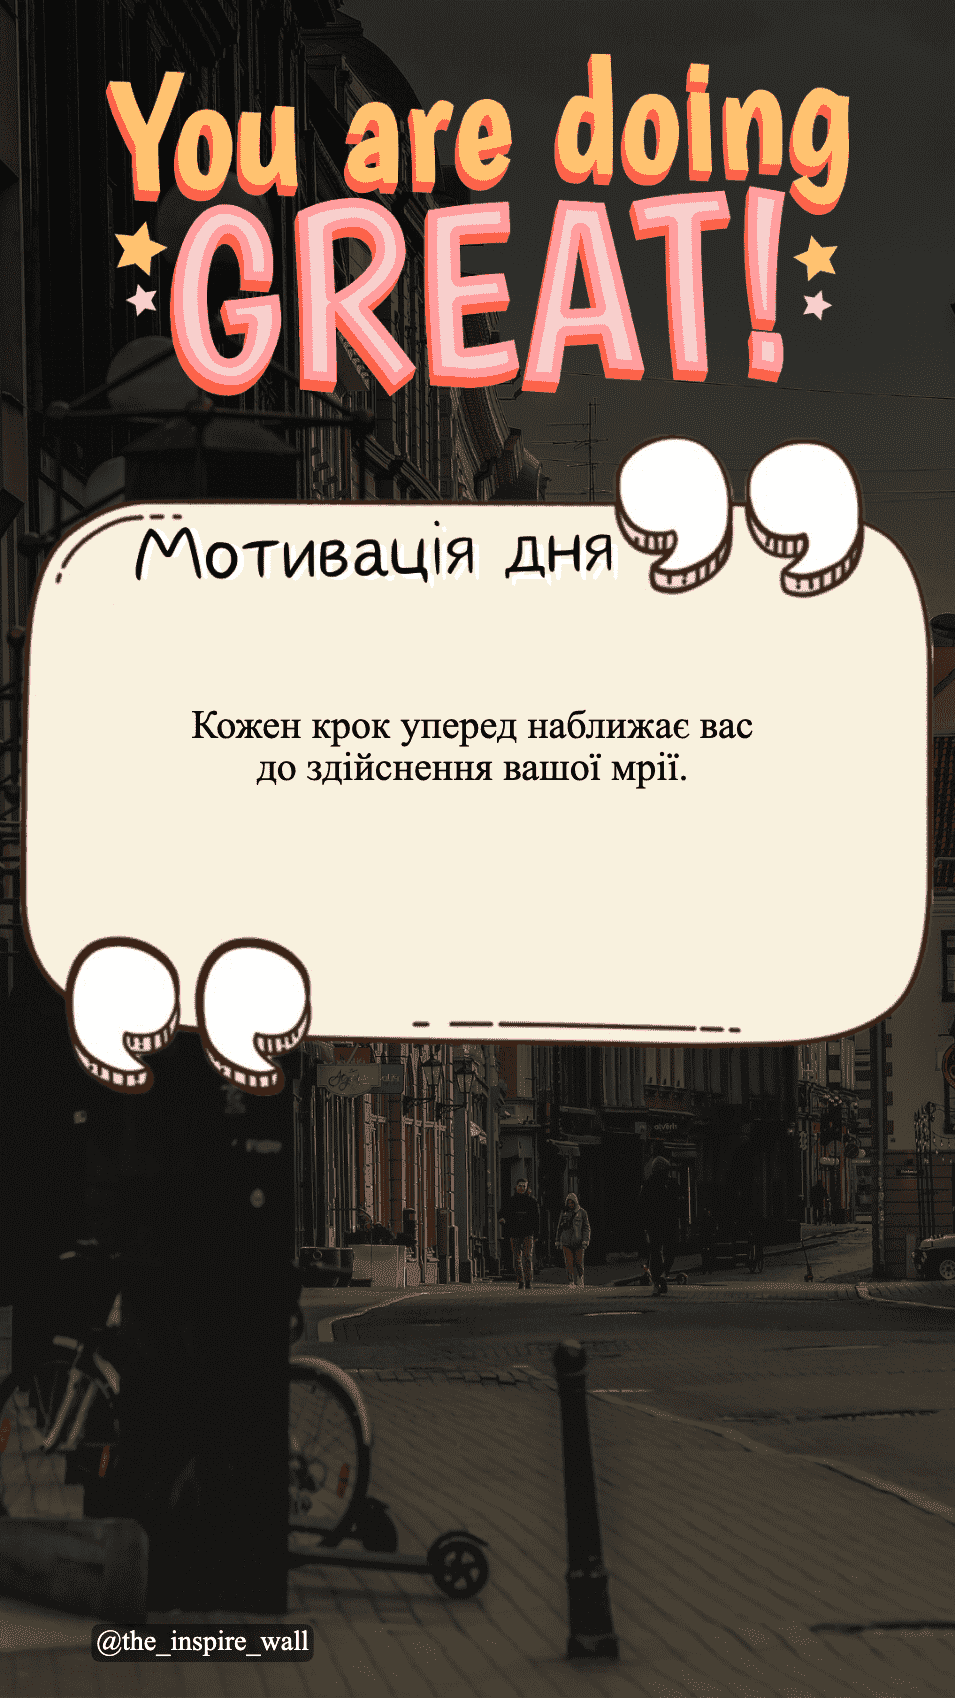 You are doing
GREAT!
Мотивація дня
Кожен крок уперед наближає вас
до здійснення вашої мрії.
@the_inspire_wall